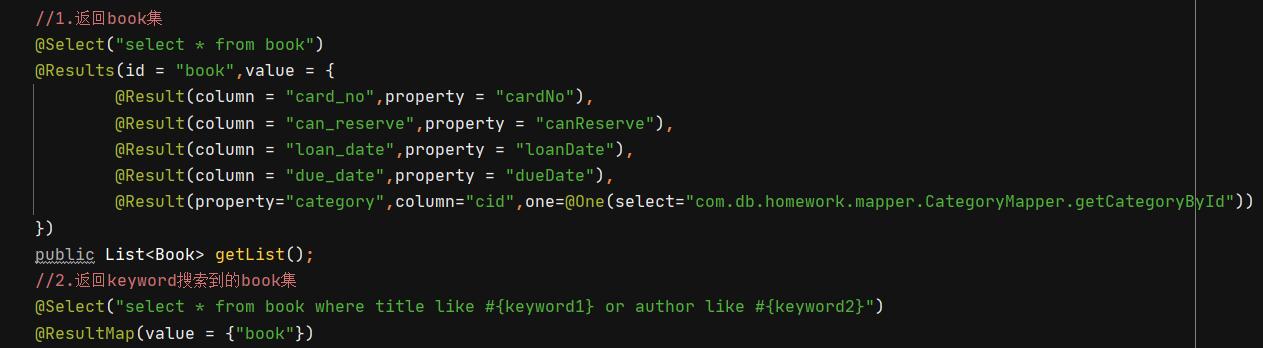 //1.返回book集
@Select("select * from book")
@Results(id = "book",value = {
@Result(column = "card_no",property = "cardNo"),
@Result(column = "can_reserve",property = "canReserve"),
@Result(column = "loan_date",property = "loanDate"),
@Result(column = "due_date",property = "dueDate"),
@Result(property="category",column="cid",one=@One(select="com.db.homework.mapper.CategoryMapper.getCategoryById"))
})
public List<Book> getList();
//2.返回keyword搜索到的book集
@Select("select * from book where title like #{keyword1} or author like #{keyword2}")
@ResultMap(value = {"book"})